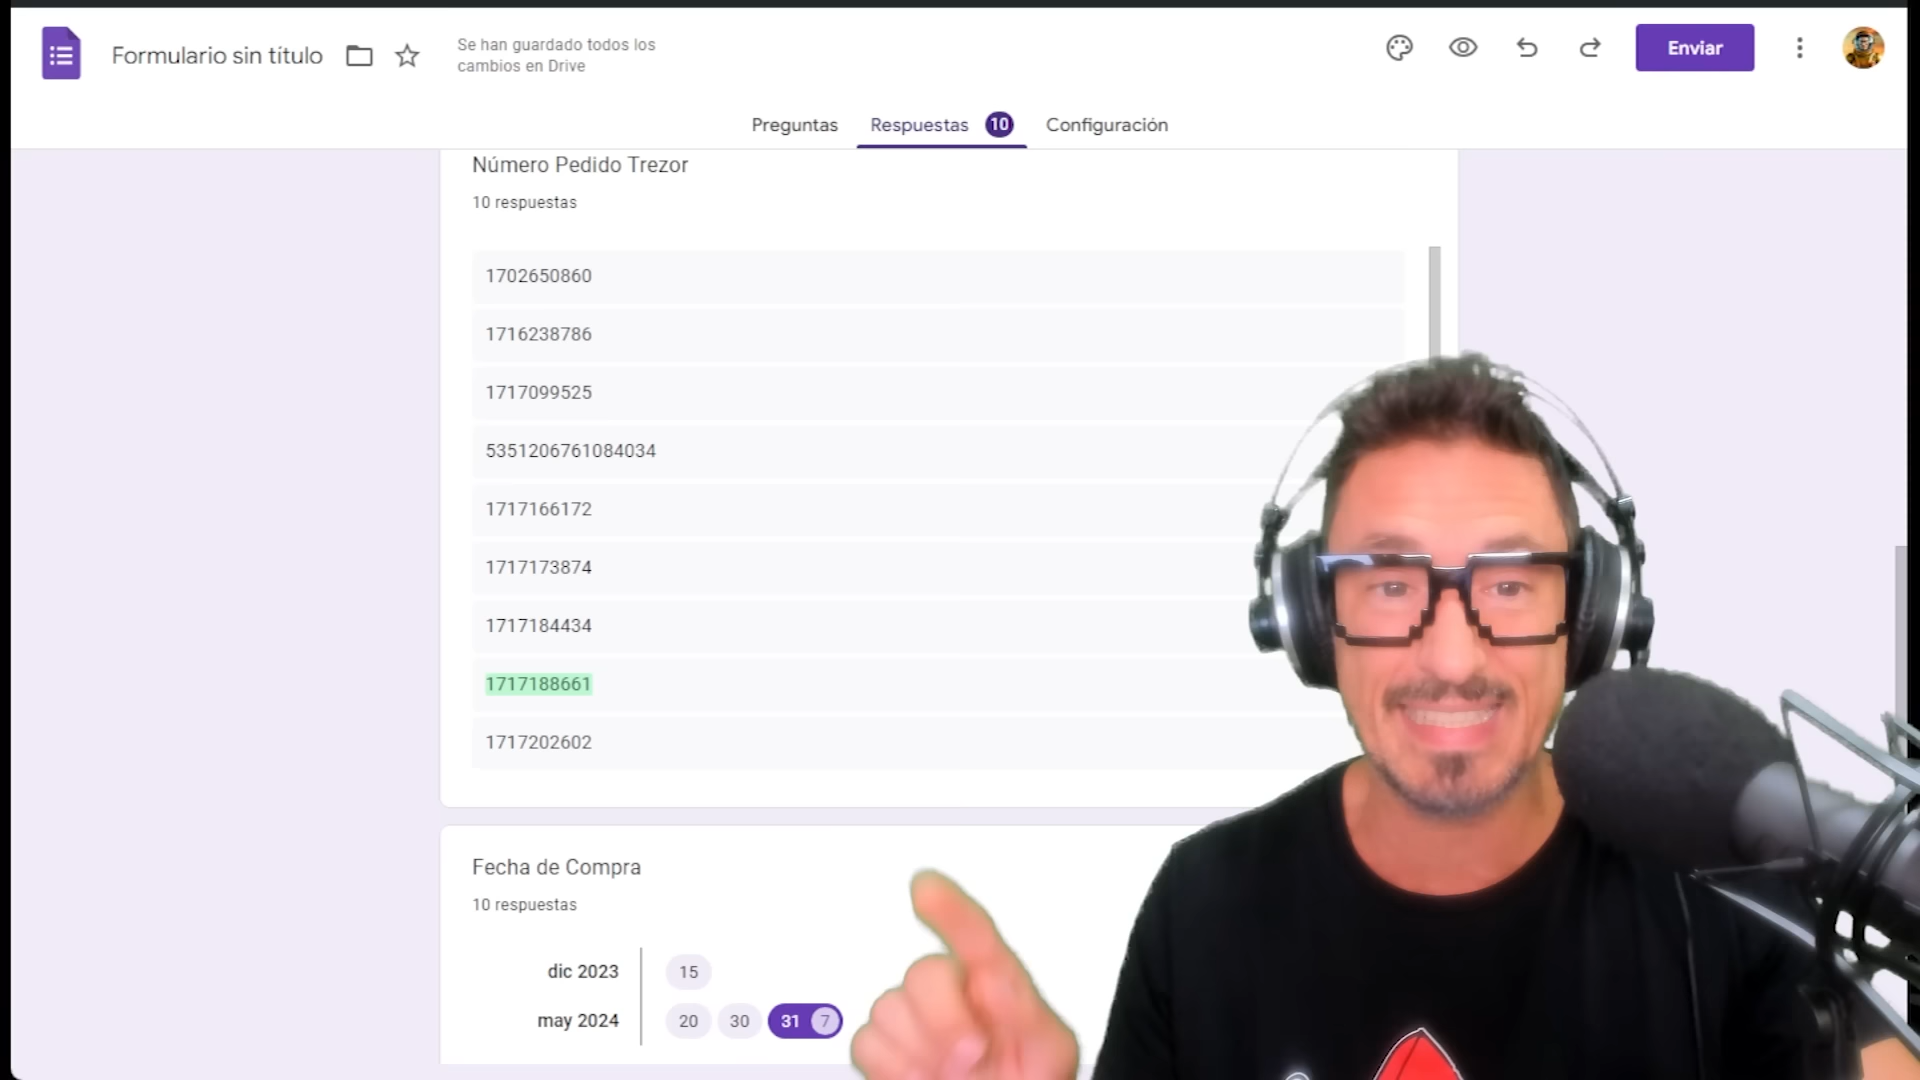 Formulario sin título
Se han guardado todos los
cambios en Drive
Enviar
Preguntas
Respuestas 10
Configuración
Número Pedido Trezor
10 respuestas
1702650860
1716238786
1717099525
5351206761084034
1717166172
1717173874
1717184434
1717188661
1717202602
Fecha de Compra
10 respuestas
dic 2023 15
may 2024 20 30 31 7